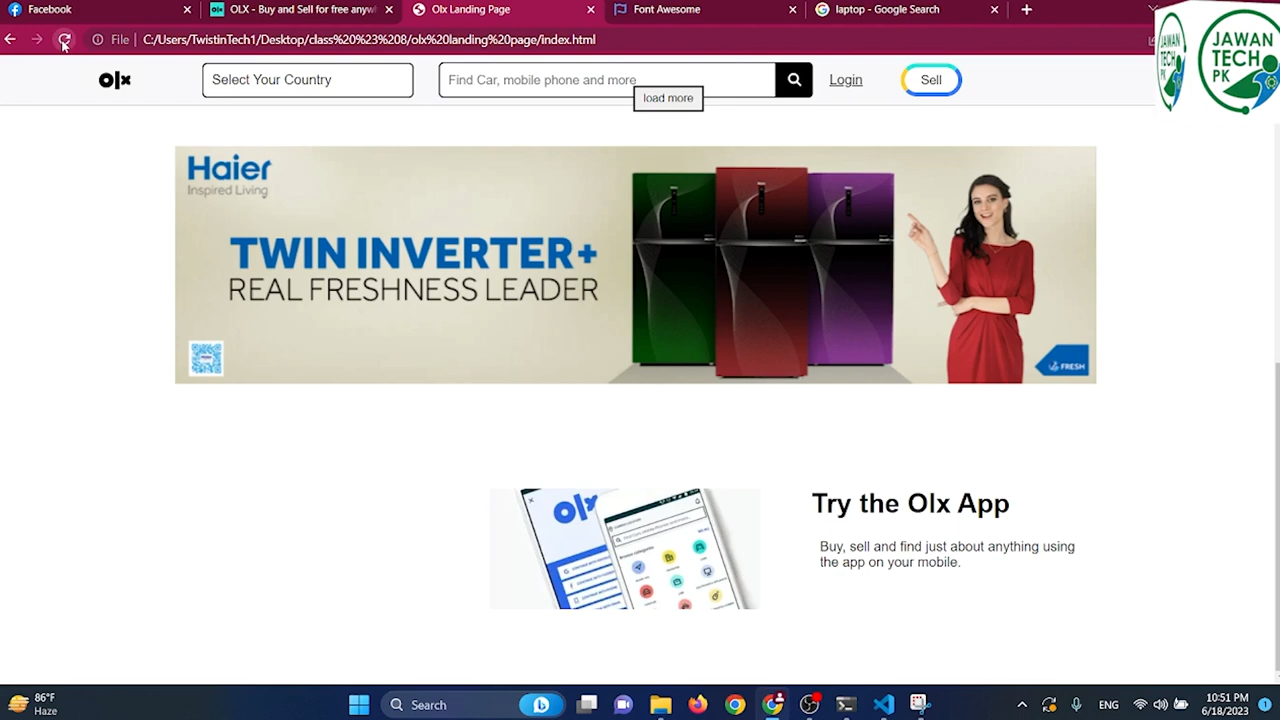 Facebook
OLX - Buy and Sell for free anyw
Olx Landing Page
Font Awesome
laptop - Google Search
File
C:/Users/TwistinTech1/Desktop/class%20%23%208/olx%20landing%20page/index.html
JAWAN
TECH
PK
JAWAN
TECH
PK
olx
Select Your Country
Find Car, mobile phone and more
Login
Sell
load more
Haier
Inspired Living
TWIN INVERTER+
REAL FRESHNESS LEADER
FRESH
olx
Try the Olx App
Buy, sell and find just about anything using
the app on your mobile.
86°F
Haze
Search
ENG
10:51 PM
6/18/2023
1